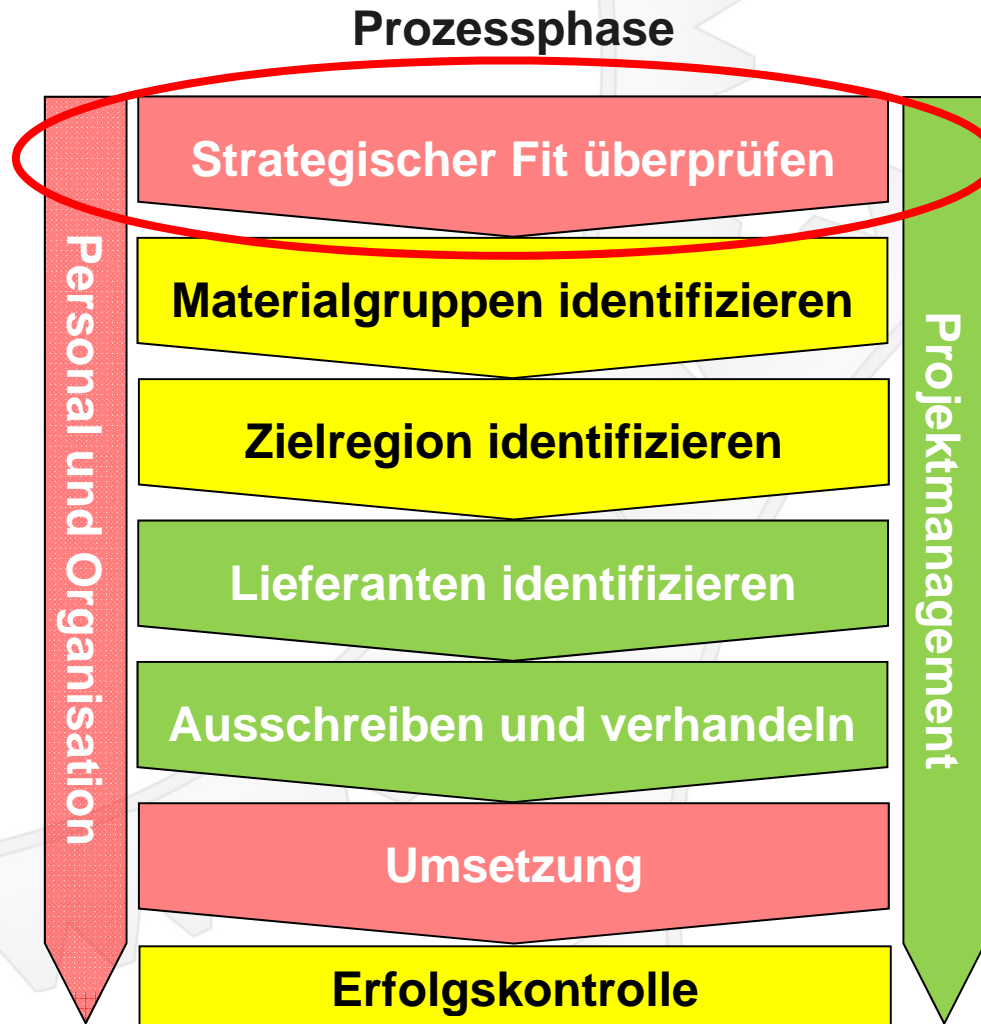 Prozessphase
Strategischer Fit überprüfen
Materialgruppen identifizieren
Zielregion identifizieren
Lieferanten identifizieren
Ausschreiben und verhandeln
Umsetzung
Erfolgskontrolle
Personal und Organisation
Projektmanagement